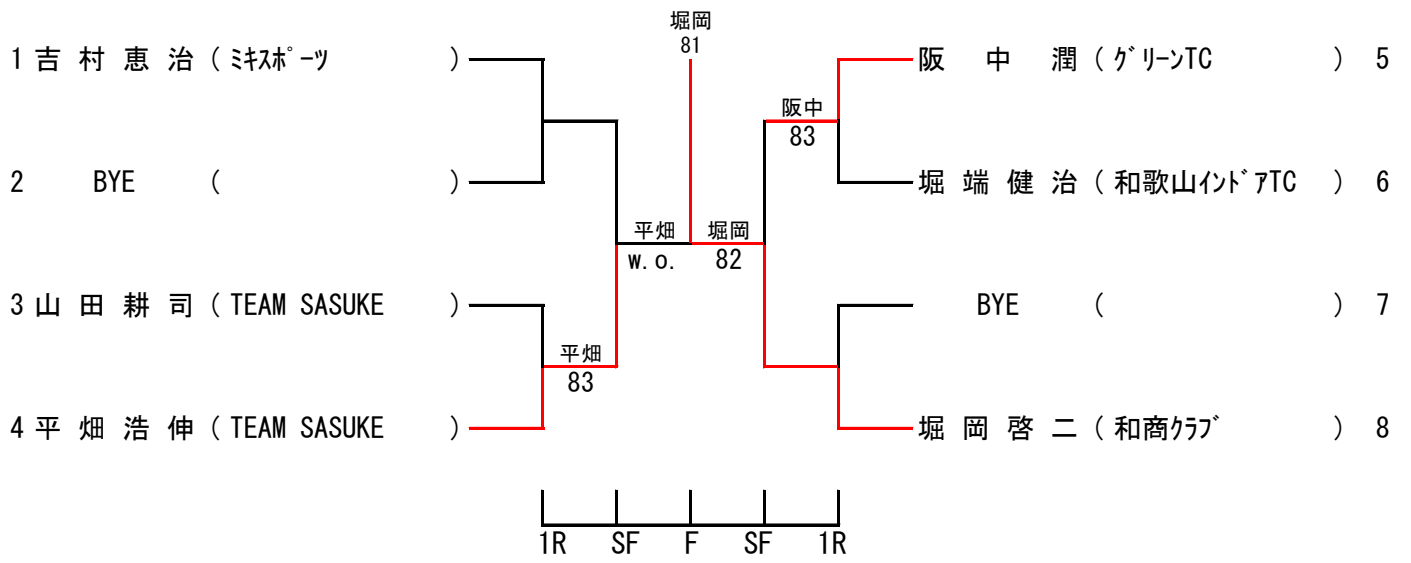 堀岡
81
1 吉 村 恵 治 ( ミキスポーツ )
阪 中 潤 ( グリーンTC ) 5
阪中
83
2 BYE ( )
堀 端 健 治 ( 和歌山インドアTC ) 6
平畑
w.o.
堀岡
82
3 山 田 耕 司 ( TEAM SASUKE )
BYE ( ) 7
平畑
83
4 平 畑 浩 伸 ( TEAM SASUKE )
堀 岡 啓 二 ( 和商クラブ ) 8
1R SF F SF 1R